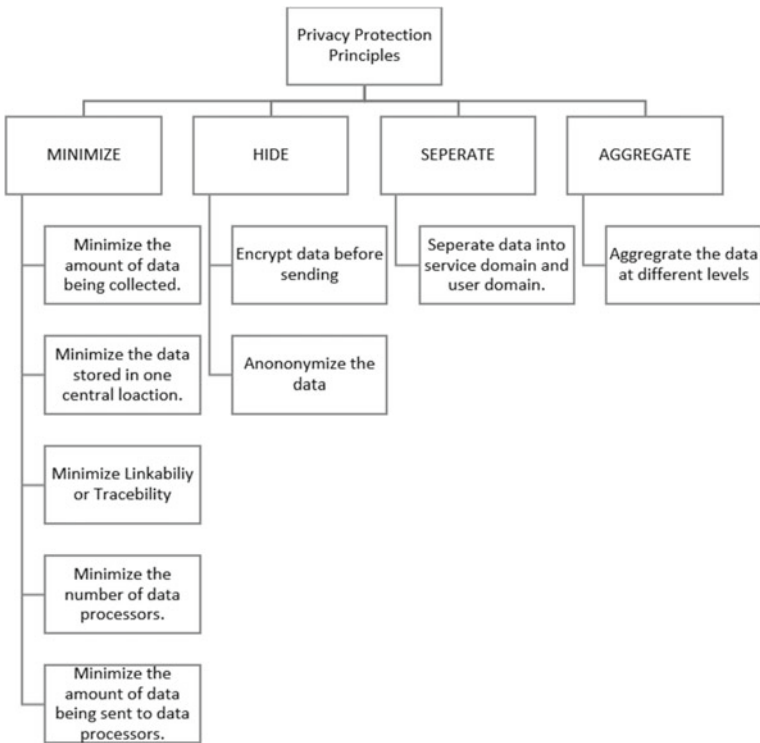 Privacy Protection
Principles
MINIMIZE
HIDE
SEPERATE
AGGREGATE
Minimize the
amount of data
being collected.
Encrypt data before
sending
Seperate data into
service domain and
user domain.
Aggregrate the data
at different levels
Minimize the data
stored in one
central loaction.
Anononymize the
data
Minimize Linkabiliy
or Tracebility
Minimize the
number of data
processors.
Minimize the
amount of data
being sent to data
processors.